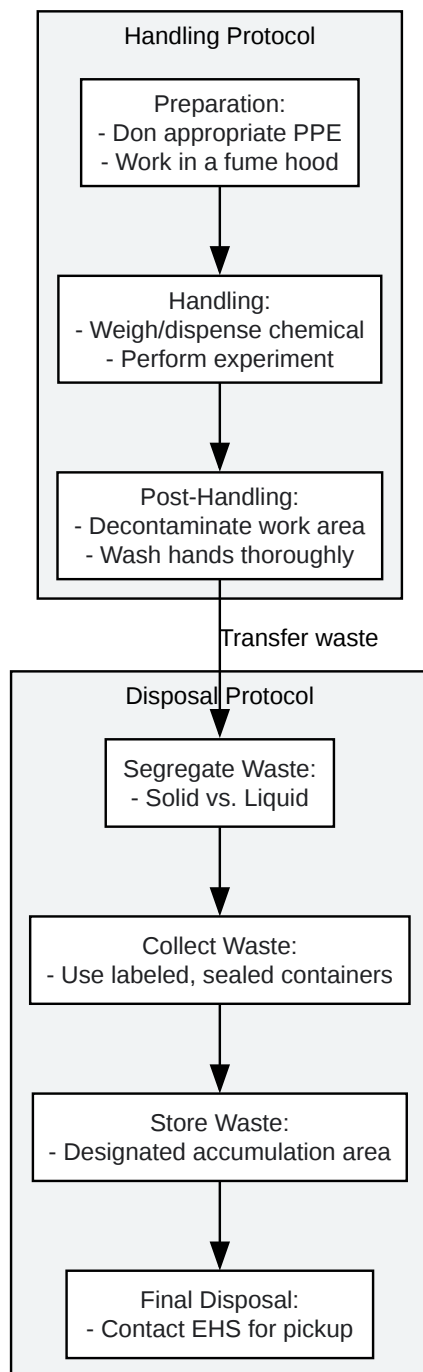 Handling Protocol
Preparation:
- Don appropriate PPE
- Work in a fume hood
Handling:
- Weigh/dispense chemical
- Perform experiment
Post-Handling:
- Decontaminate work area
- Wash hands thoroughly
Transfer waste
Disposal Protocol
Segregate Waste:
- Solid vs. Liquid
Collect Waste:
- Use labeled, sealed containers
Store Waste:
- Designated accumulation area
Final Disposal:
- Contact EHS for pickup